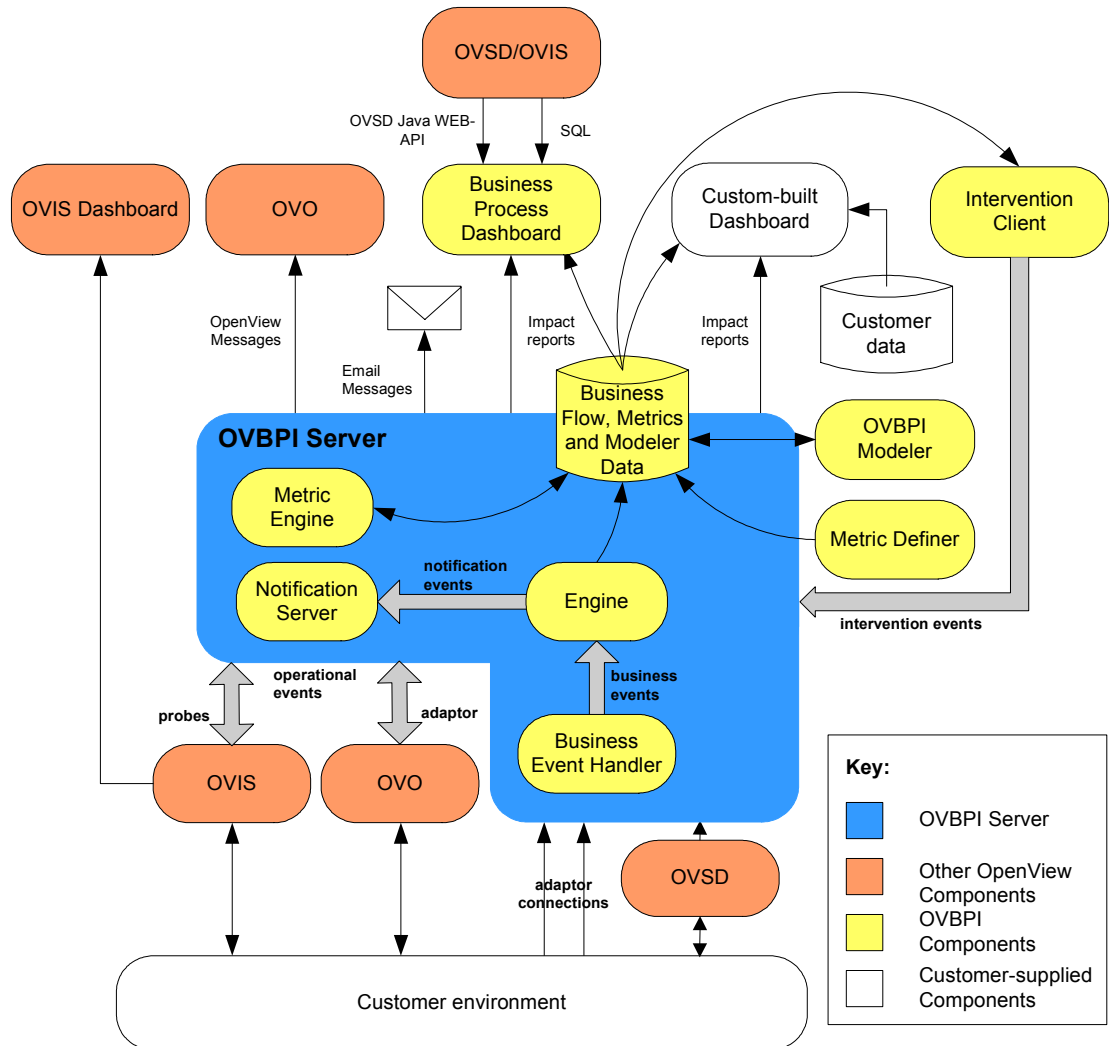 OVSD/OVIS
OVSD Java WEB-
API
SQL
OVIS Dashboard
OVO
Business
Process
Dashboard
Custom-built
Dashboard
Intervention
Client
OpenView
Messages
Email
Messages
Impact
reports
Impact
reports
Customer
data
OVBPI Server
Business
Flow, Metrics
and Modeler
Data
OVBPI
Modeler
Metric
Engine
Metric Definer
notification
events
Notification
Server
Engine
intervention events
operational
events
business
events
probes
adaptor
Business
Event Handler
OVIS
OVO
Key:
OVBPI Server
Other OpenView
Components
OVBPI
Components
Customer-supplied
Components
adaptor
connections
OVSD
Customer environment